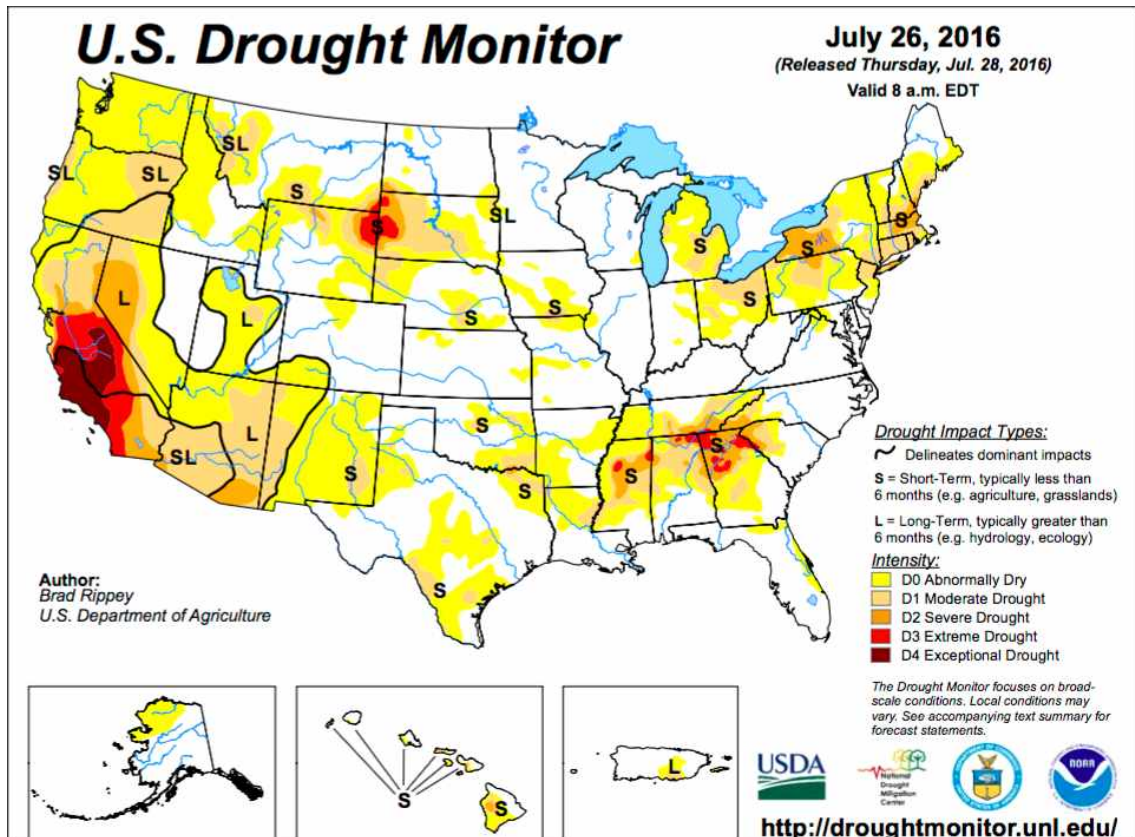 U.S. Drought Monitor
July 26, 2016
(Released Thursday, Jul. 28, 2016)
Valid 8 a.m. EDT
SL
SL
SL
S
S
SL
S
S
S
L
L
S
S
S
L
SL
S
S
S
S
S
S
Drought Impact Types:
Delineates dominant impacts
S = Short-Term, typically less than
6 months (e.g. agriculture, grasslands)
L = Long-Term, typically greater than
6 months (e.g. hydrology, ecology)
Intensity:
D0 Abnormally Dry
D1 Moderate Drought
D2 Severe Drought
D3 Extreme Drought
D4 Exceptional Drought
Author:
Brad Rippey
U.S. Department of Agriculture
The Drought Monitor focuses on broad-
scale conditions. Local conditions may
vary. See accompanying text summary for
forecast statements.
S
S
L
USDA
National
Drought
Mitigation
Center
NOAA
http://droughtmonitor.unl.edu/